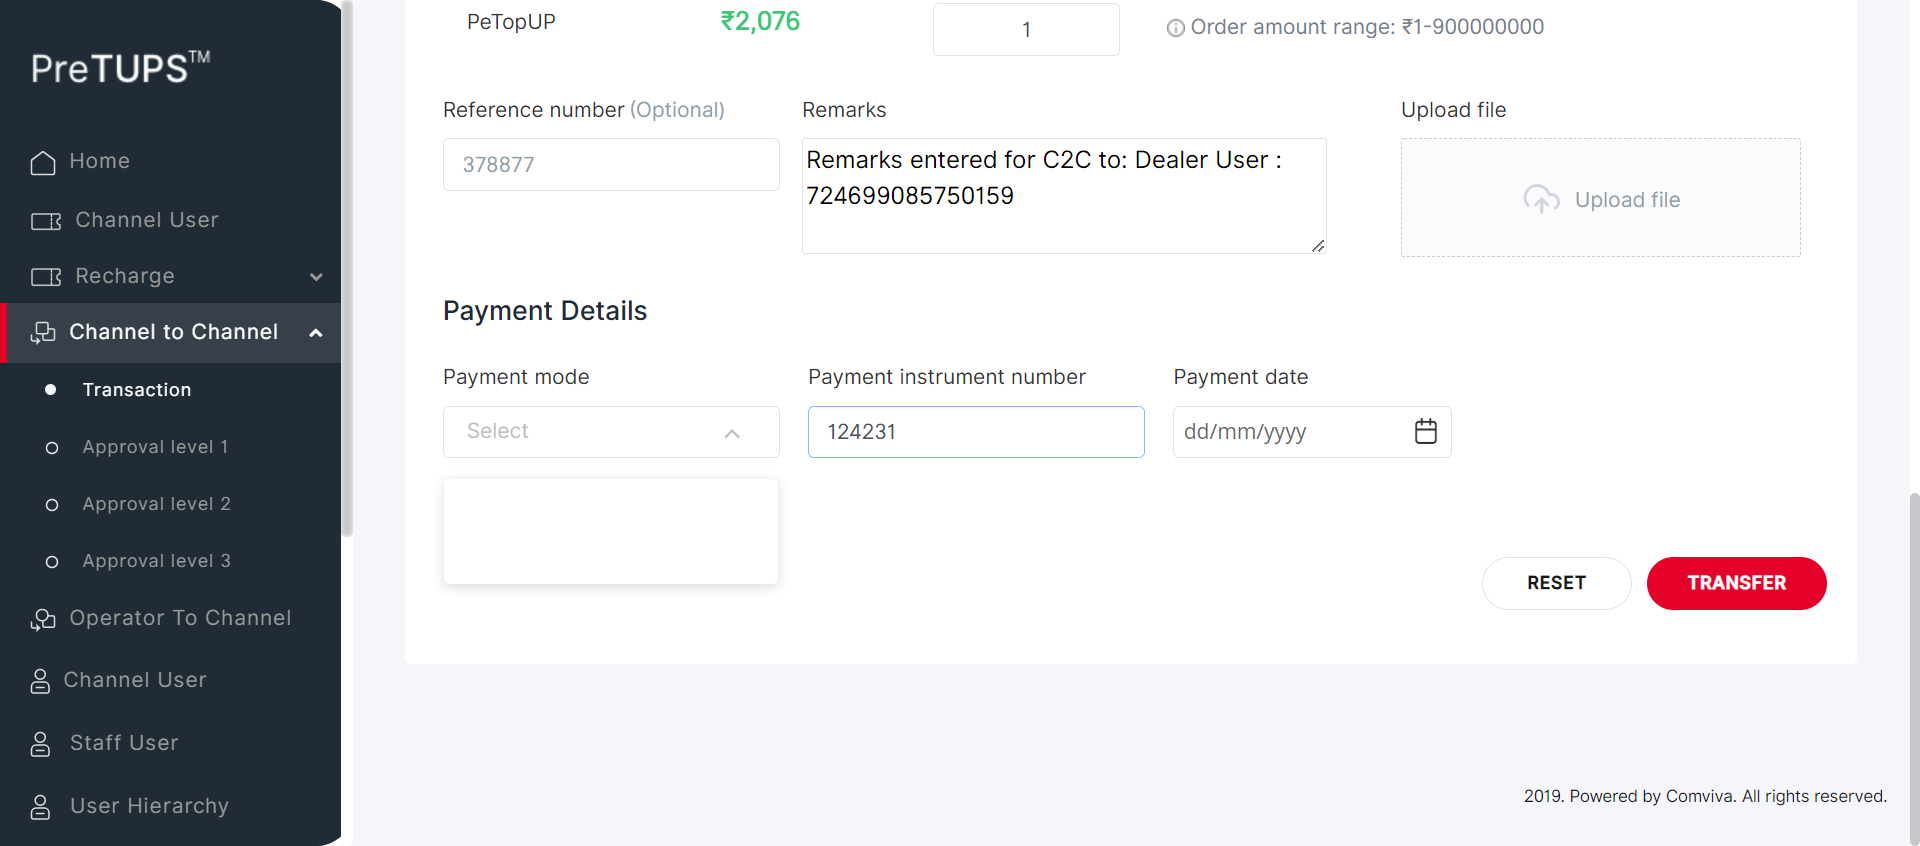 PreTUPS™
Home
Channel User
Recharge
Channel to Channel
Transaction
Approval level 1
Approval level 2
Approval level 3
Operator To Channel
Channel User
Staff User
User Hierarchy
PeTopUP
₹2,076
1
Order amount range: ₹1-900000000
Reference number (Optional)
378877
Remarks
Remarks entered for C2C to: Dealer User :
724699085750159
Upload file
Upload file
Payment Details
Payment mode
Select
Payment instrument number
124231
Payment date
dd/mm/yyyy
RESET
TRANSFER
2019. Powered by Comviva. All rights reserved.